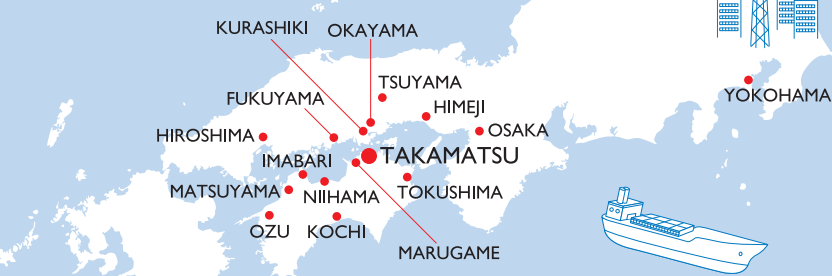 KURASHIKI
OKAYAMA
TSUYAMA
YOKOHAMA
FUKUYAMA
HIMEJI
HIROSHIMA
OSAKA
IMABARI
TAKAMATSU
MATSUYAMA
NIIHAMA
TOKUSHIMA
OZU
KOCHI
MARUGAME